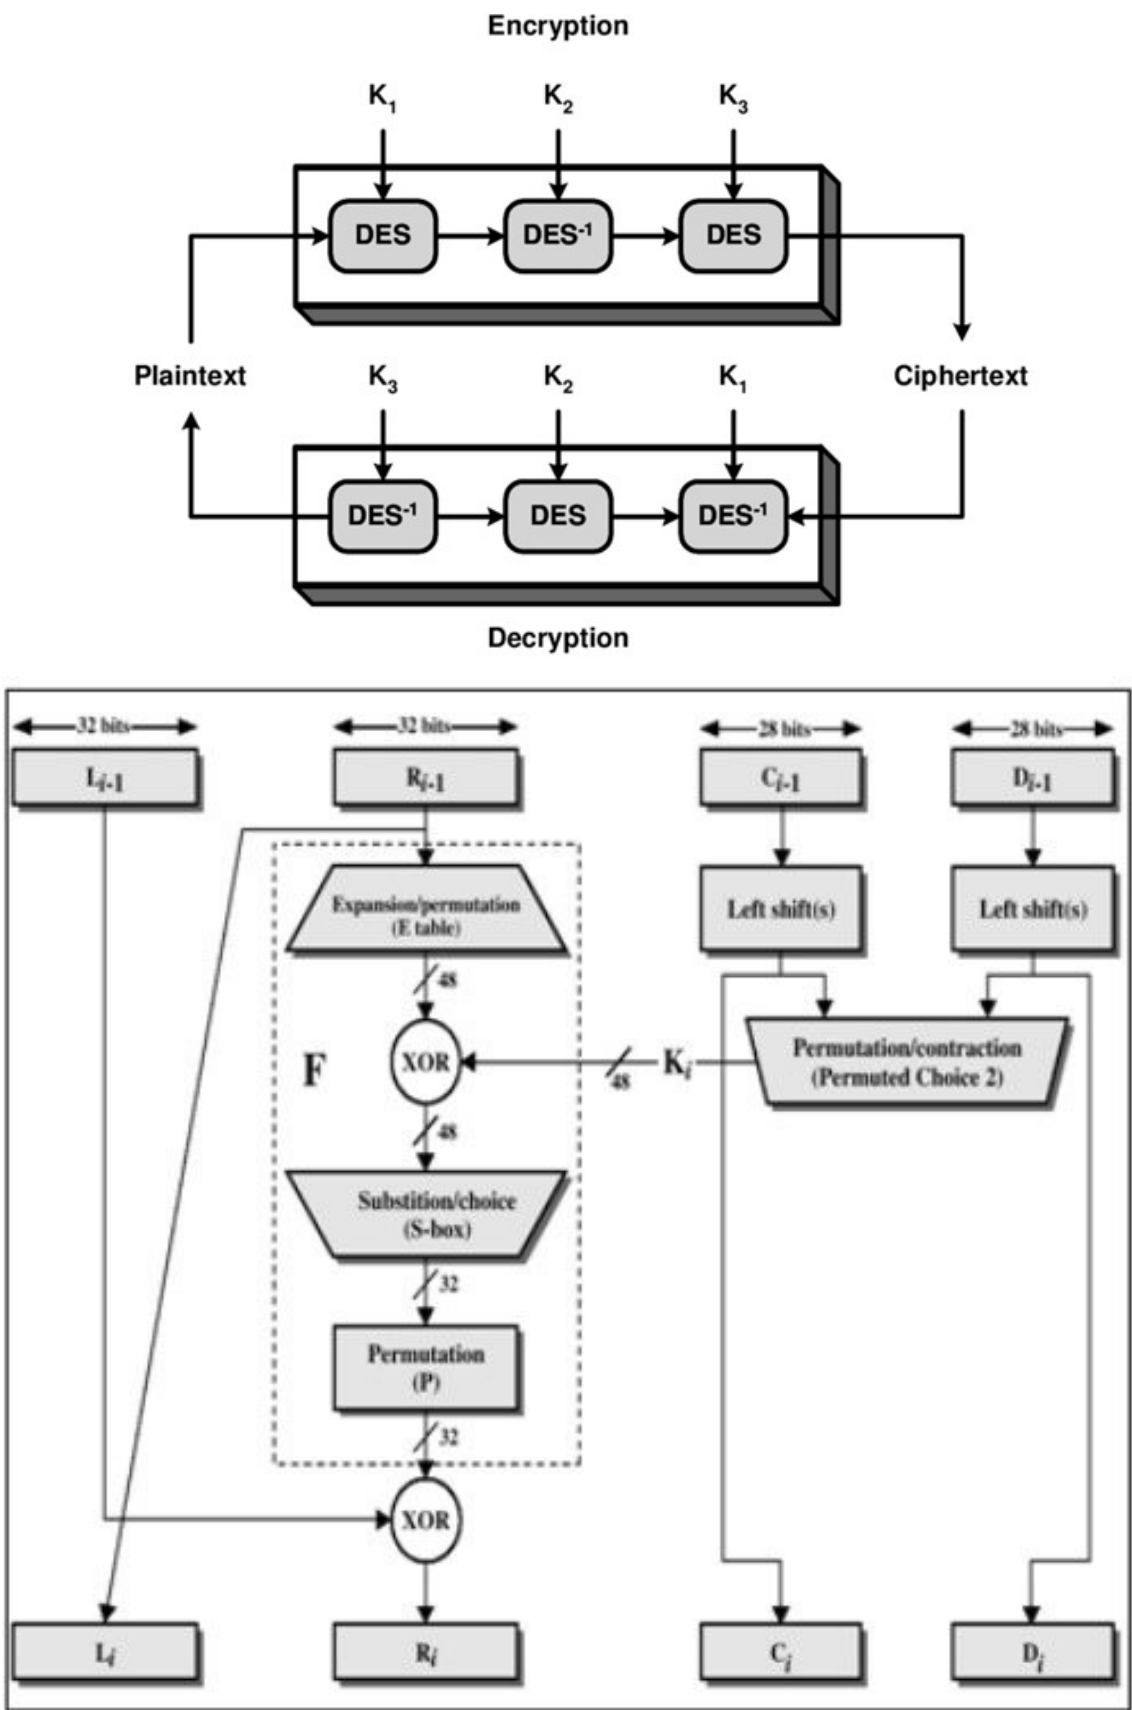 Encryption
K1 K2 K3
DES DES-1 DES
Plaintext K3 K2 K1 Ciphertext
DES-1 DES DES-1
Decryption
32 bits 32 bits 28 bits 28 bits
Li-1 Ri-1 Ci-1 Di-1
Expansion/permutation
(E table)
Left shift(s) Left shift(s)
48
F XOR 48 Ki
Permutation/contraction
(Permuted Choice 2)
48
Substition/choice
(S-box)
32
Permutation
(P)
32
XOR
Li Ri Ci Di